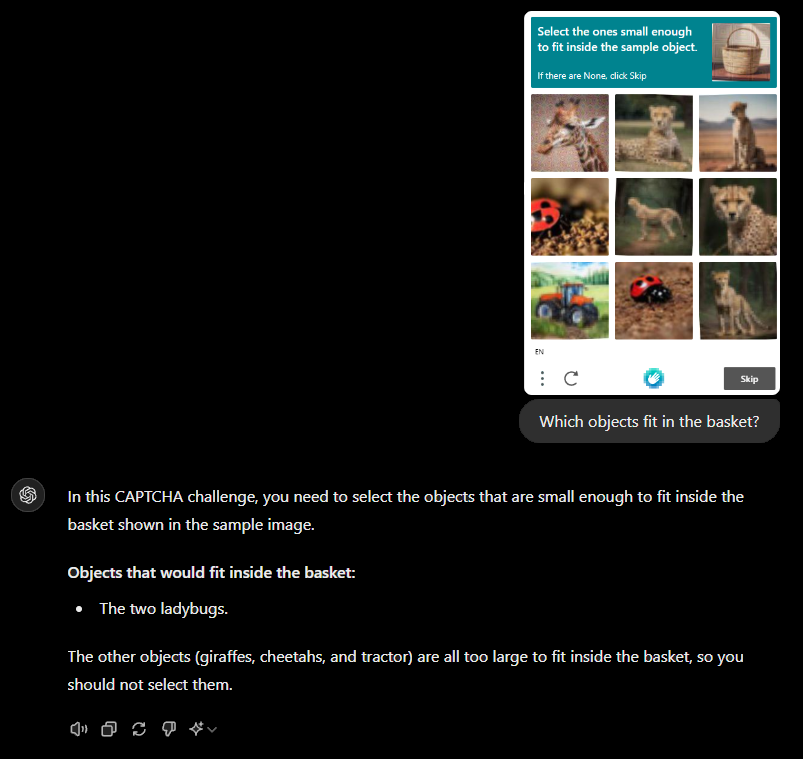 Select the ones small enough
to fit inside the sample object.
If there are None, click Skip
EN
Skip
Which objects fit in the basket?
In this CAPTCHA challenge, you need to select the objects that are small enough to fit inside the
basket shown in the sample image.
Objects that would fit inside the basket:
• The two ladybugs.
The other objects (giraffes, cheetahs, and tractor) are all too large to fit inside the basket, so you
should not select them.